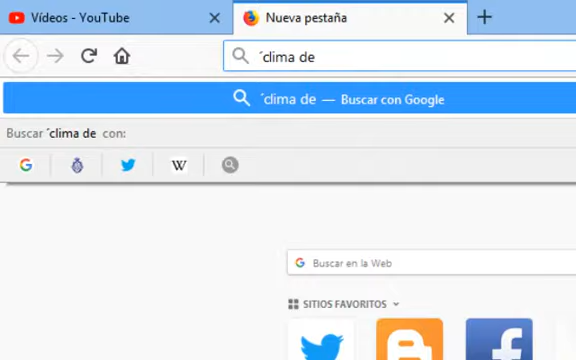 Vídeos - YouTube
Nueva pestaña
´clima de
´clima de — Buscar con Google
Buscar ´clima de con:
Buscar en la Web
SITIOS FAVORITOS